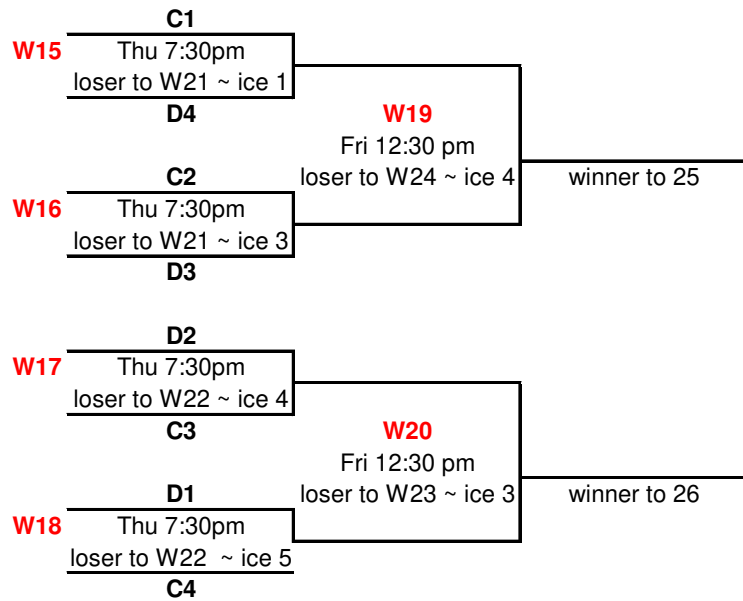 C1
W15 Thu 7:30pm
loser to W21 ~ ice 1
D4
W19
Fri 12:30 pm
loser to W24 ~ ice 4
winner to 25
C2
W16 Thu 7:30pm
loser to W21 ~ ice 3
D3
D2
W17 Thu 7:30pm
loser to W22 ~ ice 4
C3
W20
Fri 12:30 pm
loser to W23 ~ ice 3
winner to 26
D1
W18 Thu 7:30pm
loser to W22 ~ ice 5
C4